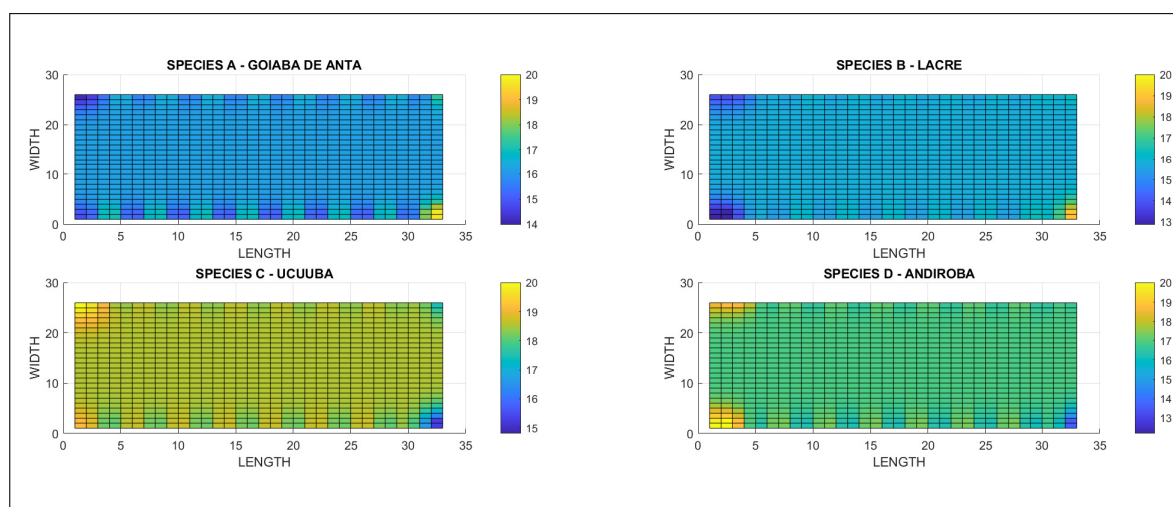 SPECIES A - GOIABA DE ANTA
30
20
10
0
WIDTH
0 5 10 15 20 25 30 35
LENGTH
20
19
18
17
16
15
14
SPECIES B - LACRE
30
20
10
0
WIDTH
0 5 10 15 20 25 30 35
LENGTH
20
19
18
17
16
15
14
13
SPECIES C - UCUUBA
30
20
10
0
WIDTH
0 5 10 15 20 25 30 35
LENGTH
20
19
18
17
16
15
SPECIES D - ANDIROBA
30
20
10
0
WIDTH
0 5 10 15 20 25 30 35
LENGTH
20
19
18
17
16
15
14
13